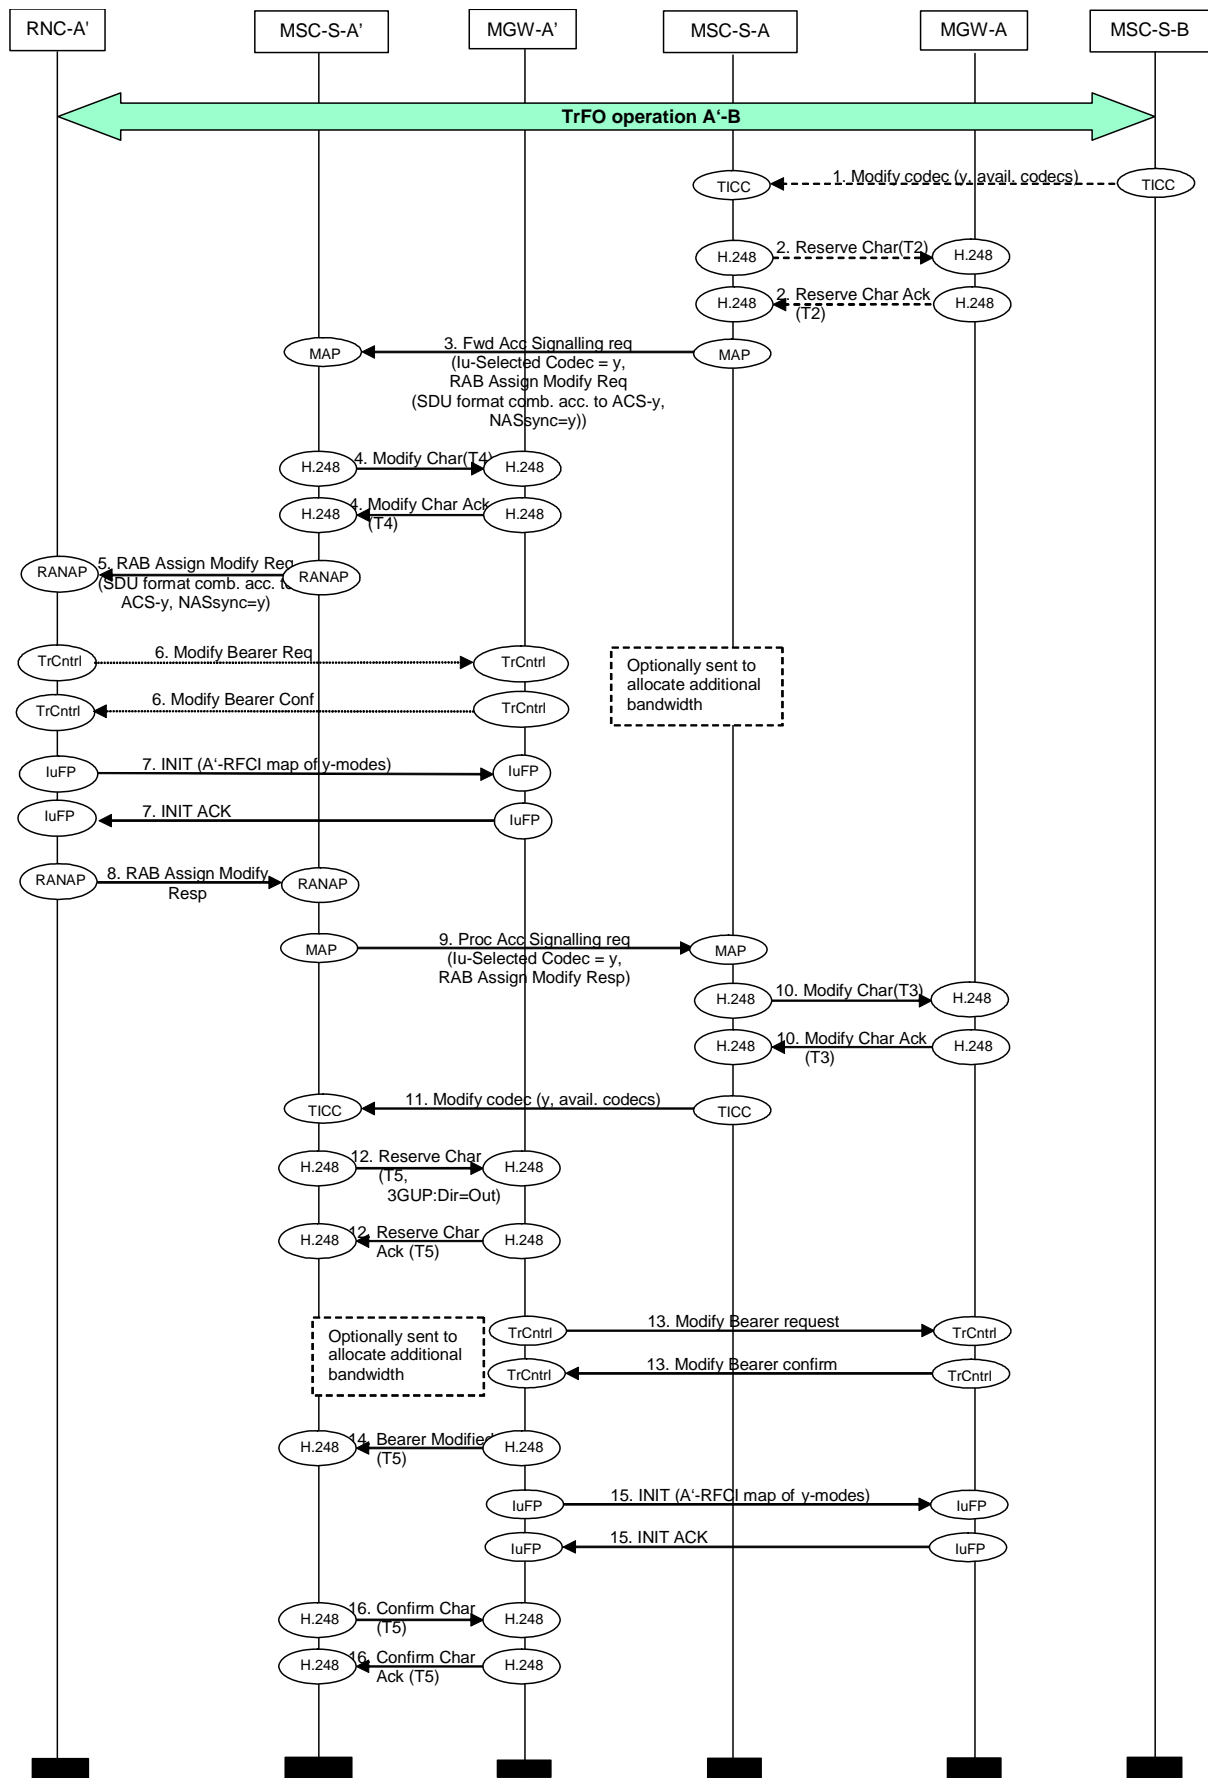 RNC-A'
MSC-S-A’
MGW-A’
MSC-S-A
MGW-A
MSC-S-B
TrFO operation A‘-B
TICC
1. Modify codec (y, avail. codecs)
TICC
H.248
2. Reserve Char(T2)
H.248
H.248
2. Reserve Char Ack
(T2)
H.248
MAP
3. Fwd Acc Signalling req
(Iu-Selected Codec = y,
RAB Assign Modify Req
(SDU format comb. acc. to ACS-y,
NASsync=y))
MAP
H.248
4. Modify Char(T4)
H.248
H.248
4. Modify Char Ack
(T4)
H.248
RANAP
5. RAB Assign Modify Req
(SDU format comb. acc. to
ACS-y, NASsync=y)
RANAP
TrCntrl
6. Modify Bearer Req
TrCntrl
TrCntrl
6. Modify Bearer Conf
TrCntrl
Optionally sent to
allocate additional
bandwidth
IuFP
7. INIT (A‘-RFCI map of y-modes)
IuFP
IuFP
7. INIT ACK
IuFP
RANAP
8. RAB Assign Modify
Resp
RANAP
MAP
9. Proc Acc Signalling req
(Iu-Selected Codec = y,
RAB Assign Modify Resp)
MAP
H.248
10. Modify Char(T3)
H.248
H.248
10. Modify Char Ack
(T3)
H.248
TICC
11. Modify codec (y, avail. codecs)
TICC
H.248
12. Reserve Char
(T5,
3GUP:Dir=Out)
H.248
H.248
12. Reserve Char
Ack (T5)
H.248
Optionally sent to
allocate additional
bandwidth
TrCntrl
13. Modify Bearer request
TrCntrl
TrCntrl
13. Modify Bearer confirm
TrCntrl
H.248
14. Bearer Modified
(T5)
H.248
IuFP
15. INIT (A‘-RFCI map of y-modes)
IuFP
IuFP
15. INIT ACK
IuFP
H.248
16. Confirm Char
(T5)
H.248
H.248
16. Confirm Char
Ack (T5)
H.248